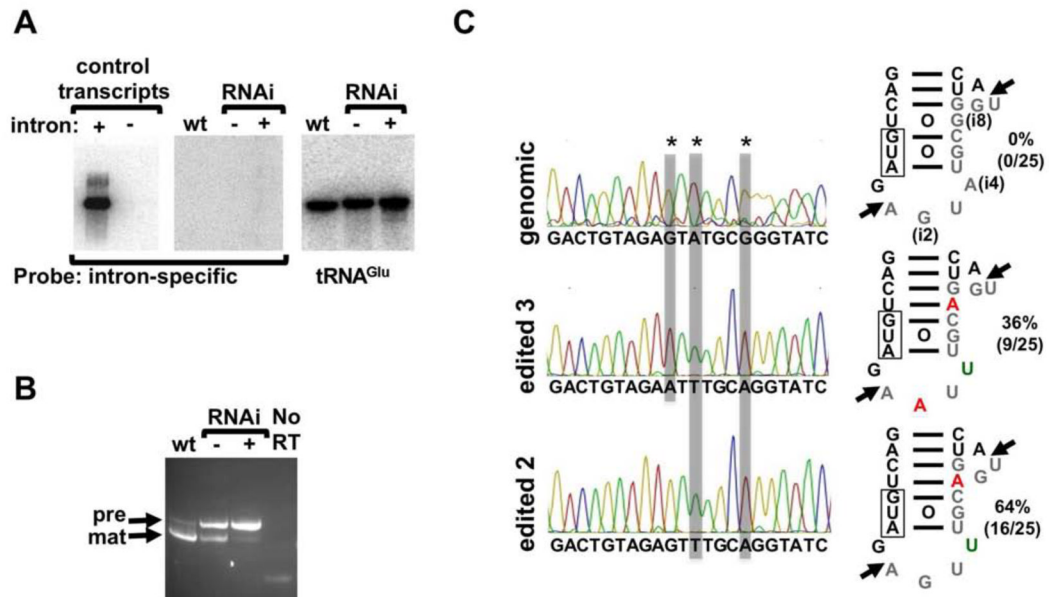 A
control
transcripts
RNAi
RNAi
intron:
+
-
wt
-
+
wt
-
+
Probe: intron-specific
tRNAGlu
B
RNAi
No
wt
-
+
RT
pre
mat
C
*
*
*
genomic
GACTGTAGAGTATGCGGGTATC
edited 3
GACTGTAGAATTTGCAGGTATC
edited 2
GACTGTAGAGTTTGCAGGTATC
G C A
A U
C G G U
U O G (i8)
G C 0%
U O G (0/25)
A U
G A (i4)
A U
G
(i2)
G C A
A U
C G G U
U A
G C 36%
U O G (9/25)
A U
G U
A U
A
G C A
A U
C G U
U A G
G O C 64%
U O G (16/25)
A U
G U
A U
G